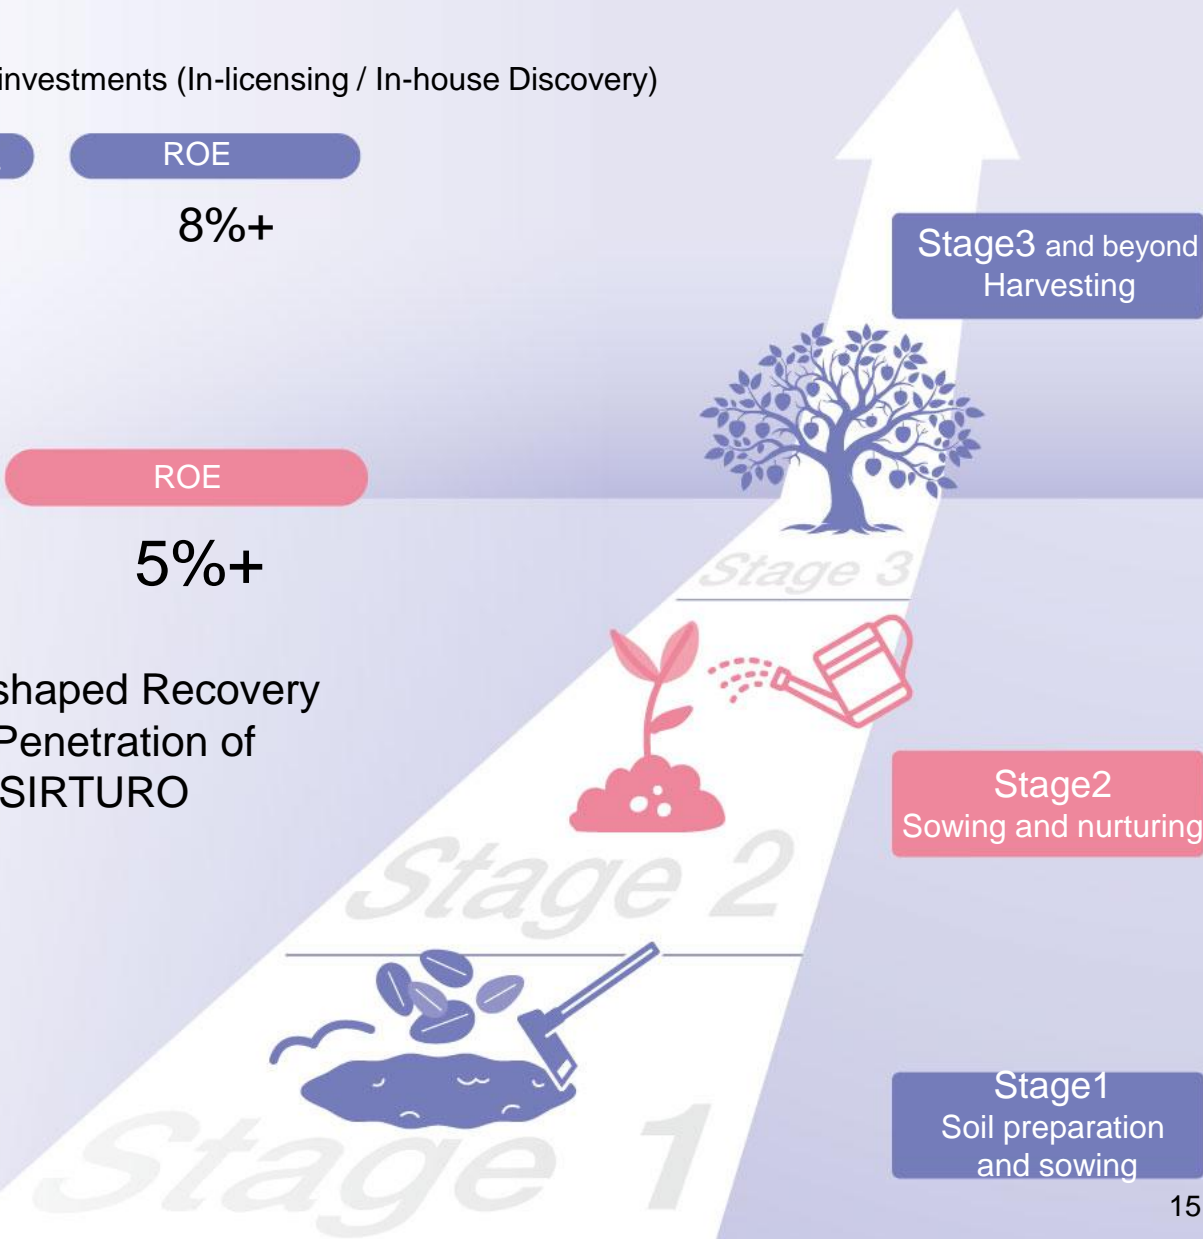 investments (In-licensing / In-house Discovery)
ROE
8%+
Stage3 and beyond
Harvesting
ROE
5%+
Stage 3
shaped Recovery
Penetration of
SIRTURO
Stage2
Sowing and nurturing
Stage 2
Stage1
Soil preparation
and sowing
Stage 1
15